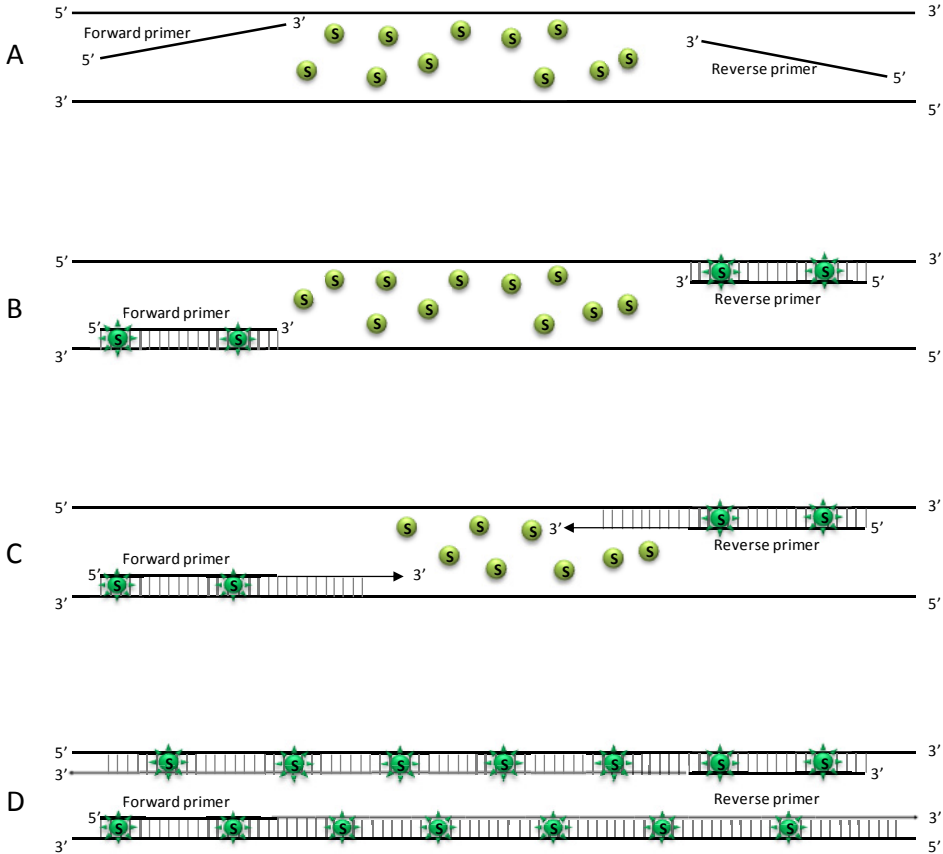 5’ 3’
Forward primer 3’ S S S S S 3’
A 5’ S S S S S S S Reverse primer 5’
3’ 5’
5’ S S 3’
S S S S S 3’ 5’
B Forward primer S S S S S S Reverse primer
5’ S S 3’
3’ 5’
5’ S S 3’
S S S 3’ 5’
C Forward primer S S S S S Reverse primer
5’ S S 3’
3’ 5’
5’ S S S S S S S 3’
3’ 3’
D Forward primer Reverse primer
5’ S S S S S S S 3’
3’ 5’